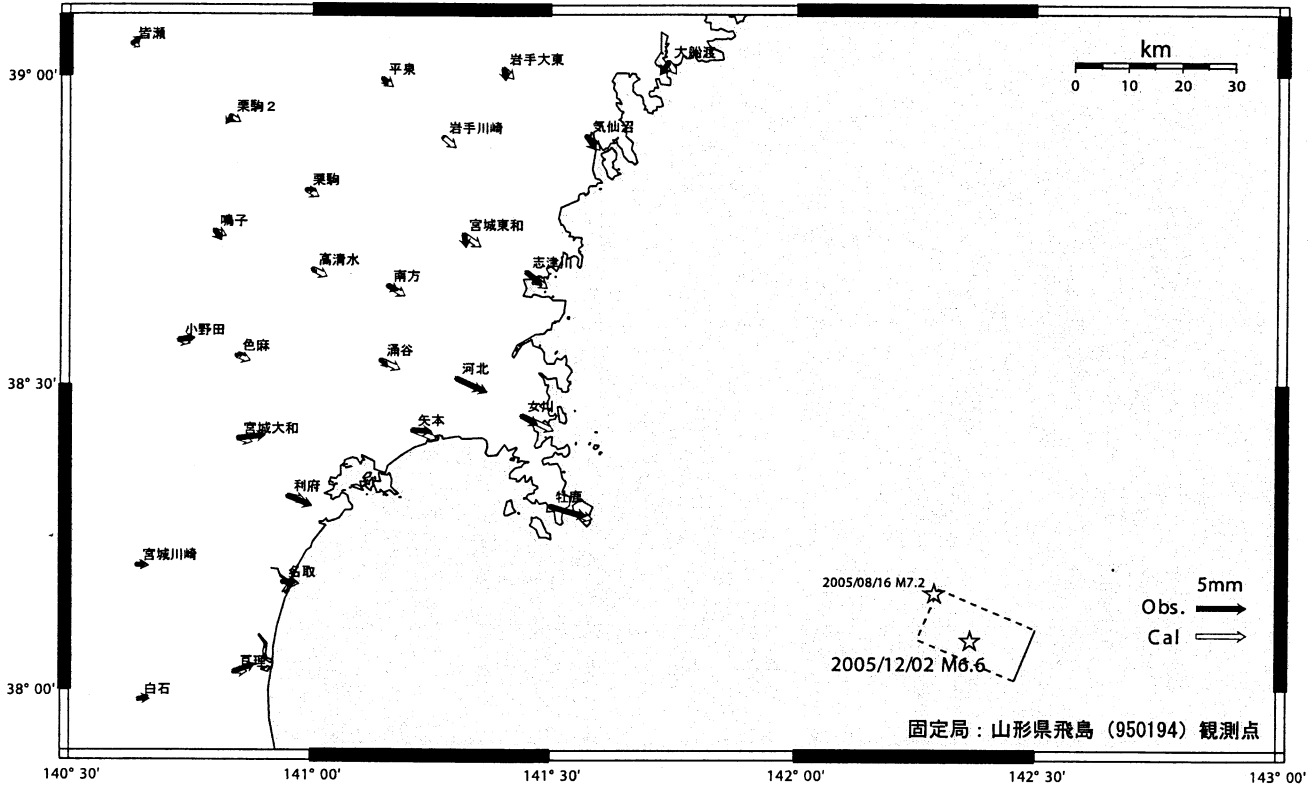 皆瀬
平泉
岩手大東
大船渡
km
0 10 20 30
39° 00'
栗駒2
岩手川崎
気仙沼
栗駒
鳴子
宮城東和
高清水
南方
志津川
小野田
色麻
涌谷
河北
38° 30'
女川
宮城大和
矢本
利府
牡鹿
宮城川崎
名取
2005/08/16 M7.2
5mm
Obs.
Cal
亘理
2005/12/02 M6.6
白石
38° 00'
固定局：山形県飛島（950194）観測点
140° 30' 141° 00' 141° 30' 142° 00' 142° 30' 143° 00'